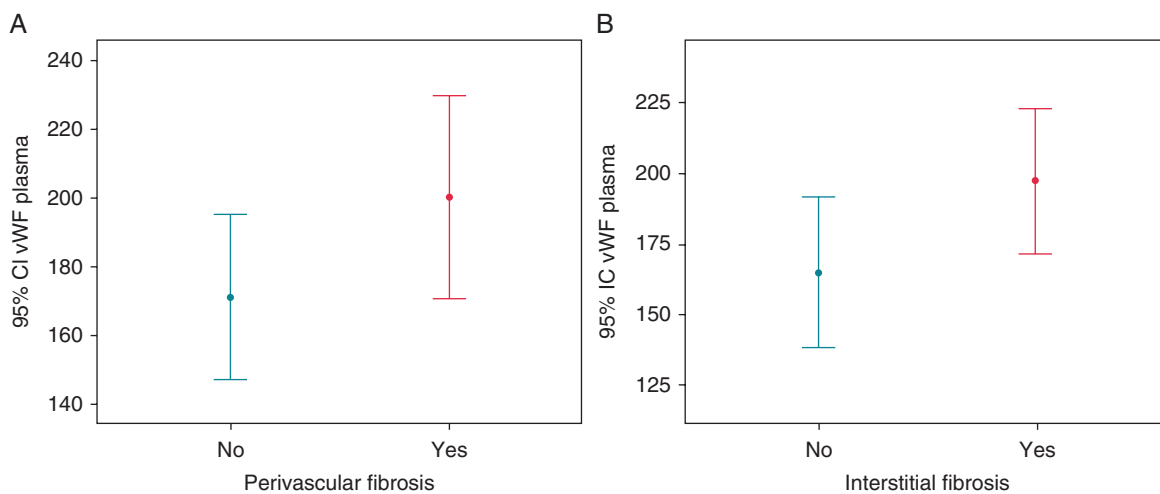 A
95% CI vWF plasma
240
220
200
180
160
140
No
Yes
Perivascular fibrosis
B
95% IC vWF plasma
225
200
175
150
125
No
Yes
Interstitial fibrosis